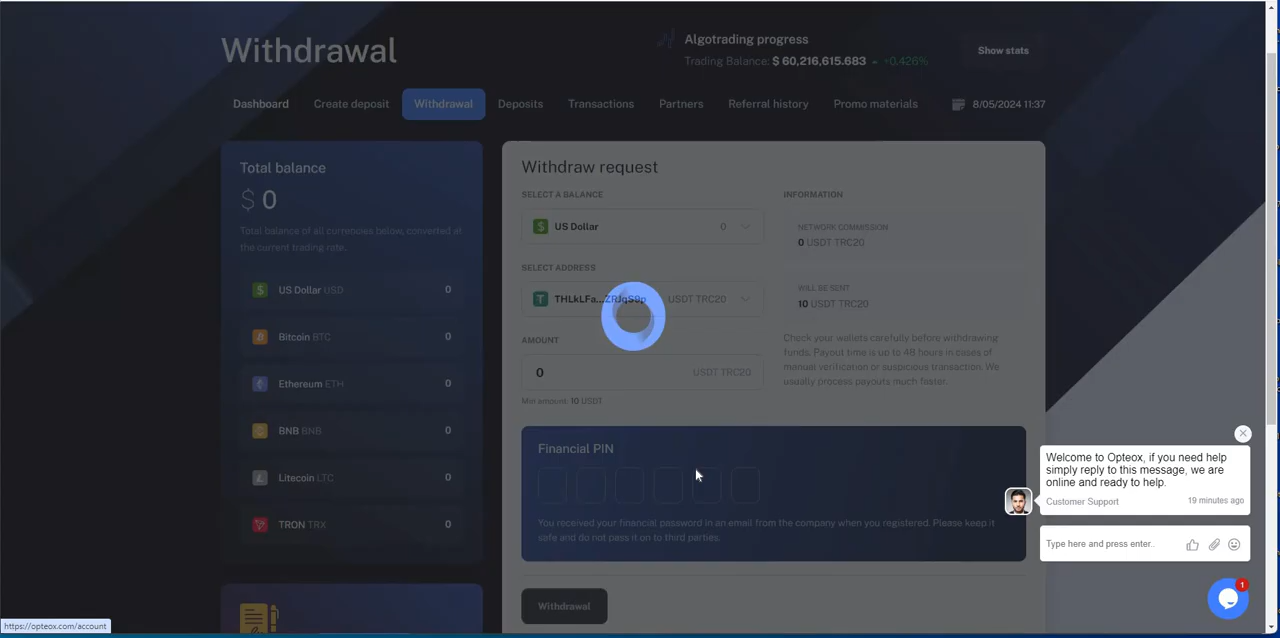 Withdrawal
Algotrading progress
Trading Balance: $ 60,216,615.683 +0.426%
Show stats
Dashboard
Create deposit
Withdrawal
Deposits
Transactions
Partners
Referral history
Promo materials
8/05/2024 11:37
Total balance
$ 0
Total balance of all currencies below, converted at
the current trading rate.
US Dollar USD 0
Bitcoin BTC 0
Ethereum ETH 0
BNB BNB 0
Litecoin LTC 0
TRON TRX 0
Withdraw request
SELECT A BALANCE
$ US Dollar 0
SELECT ADDRESS
THLkLFa...ZRJqS9p USDT TRC20
AMOUNT
0 USDT TRC20
Min amount: 10 USDT
INFORMATION
NETWORK COMMISSION
0 USDT TRC20
WILL BE SENT
10 USDT TRC20
Check your wallets carefully before withdrawing
funds. Payout time is up to 48 hours in cases of
manual verification or suspicious transaction. We
usually process payouts much faster.
Financial PIN
You received your financial password in an email from the company when you registered. Please keep it
safe and do not pass it on to third parties.
Withdrawal
Welcome to Opteox, if you need help
simply reply to this message, we are
online and ready to help.
Customer Support 19 minutes ago
Type here and press enter..
1
https://opteox.com/account